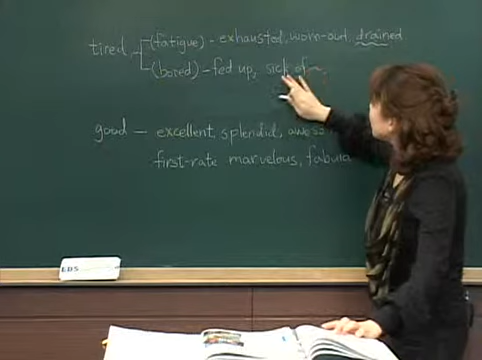 tired (fatigue) - exhausted, worn-out, drained
(bored) - fed up, sick of ~,
good - excellent, splendid,
first-rate marvelous,
EBS